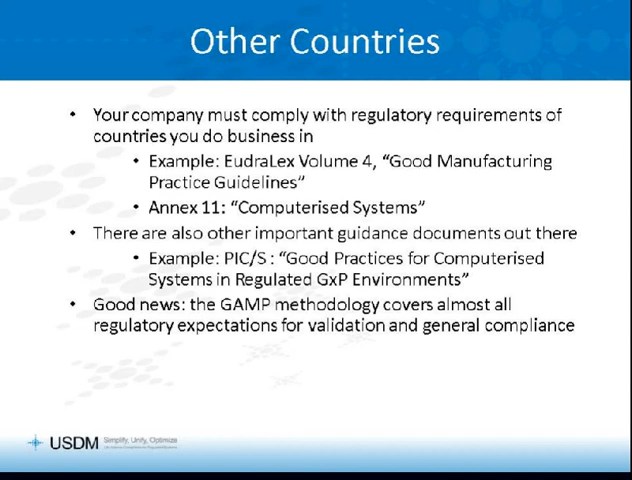 Other Countries
• Your company must comply with regulatory requirements of
countries you do business in
• Example: EudraLex Volume 4, “Good Manufacturing
Practice Guidelines”
• Annex 11: “Computerised Systems”
• There are also other important guidance documents out there
• Example: PIC/S : “Good Practices for Computerised
Systems in Regulated GxP Environments”
• Good news: the GAMP methodology covers almost all
regulatory expectations for validation and general compliance
USDM Simplify, Unify, Optimize